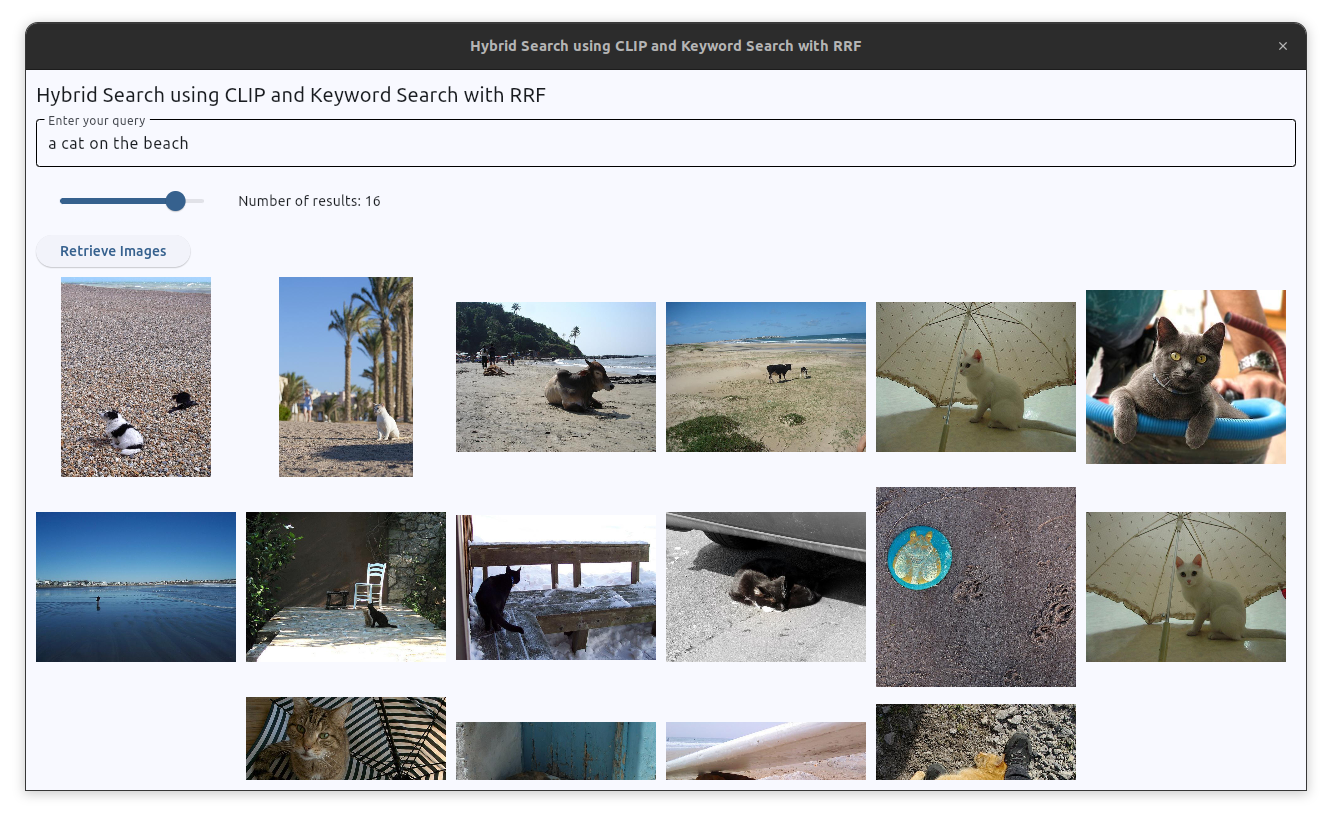 Hybrid Search using CLIP and Keyword Search with RRF
Hybrid Search using CLIP and Keyword Search with RRF
Enter your query
a cat on the beach
Number of results: 16
Retrieve Images